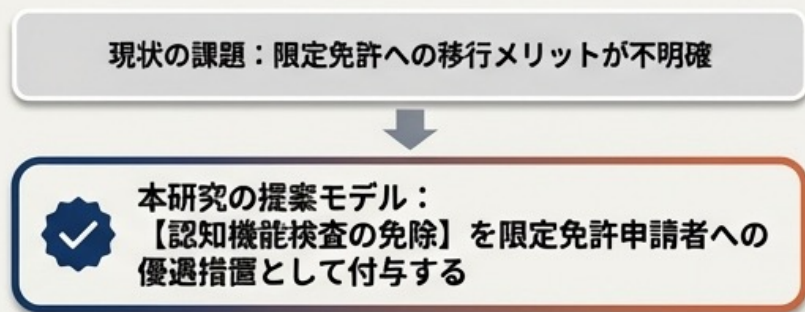 現状の課題：限定免許への移行メリットが不明確
本研究の提案モデル：
【認知機能検査の免除】を限定免許申請者への
優遇措置として付与する